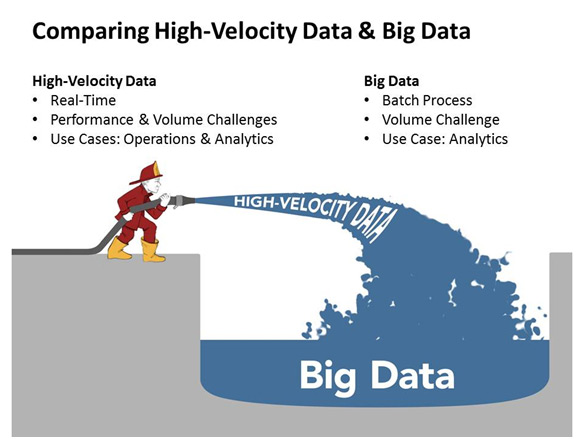 Comparing High-Velocity Data & Big Data
High-Velocity Data
• Real-Time
• Performance & Volume Challenges
• Use Cases: Operations & Analytics
Big Data
• Batch Process
• Volume Challenge
• Use Case: Analytics
HIGH-VELOCITY DATA
Big Data